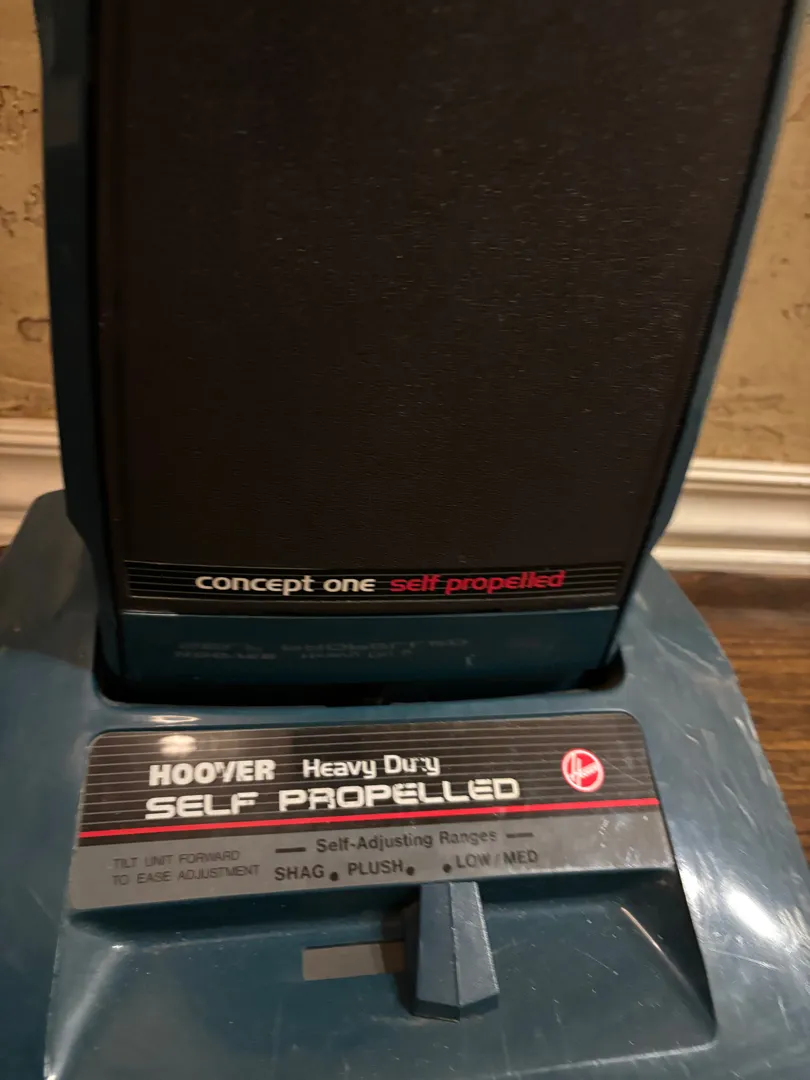 concept one self propelled
HOOVER Heavy Duty
SELF PROPELLED
Hoover
Self-Adjusting Ranges
TILT UNIT FORWARD
TO EASE ADJUSTMENT
SHAG PLUSH LOW/MED